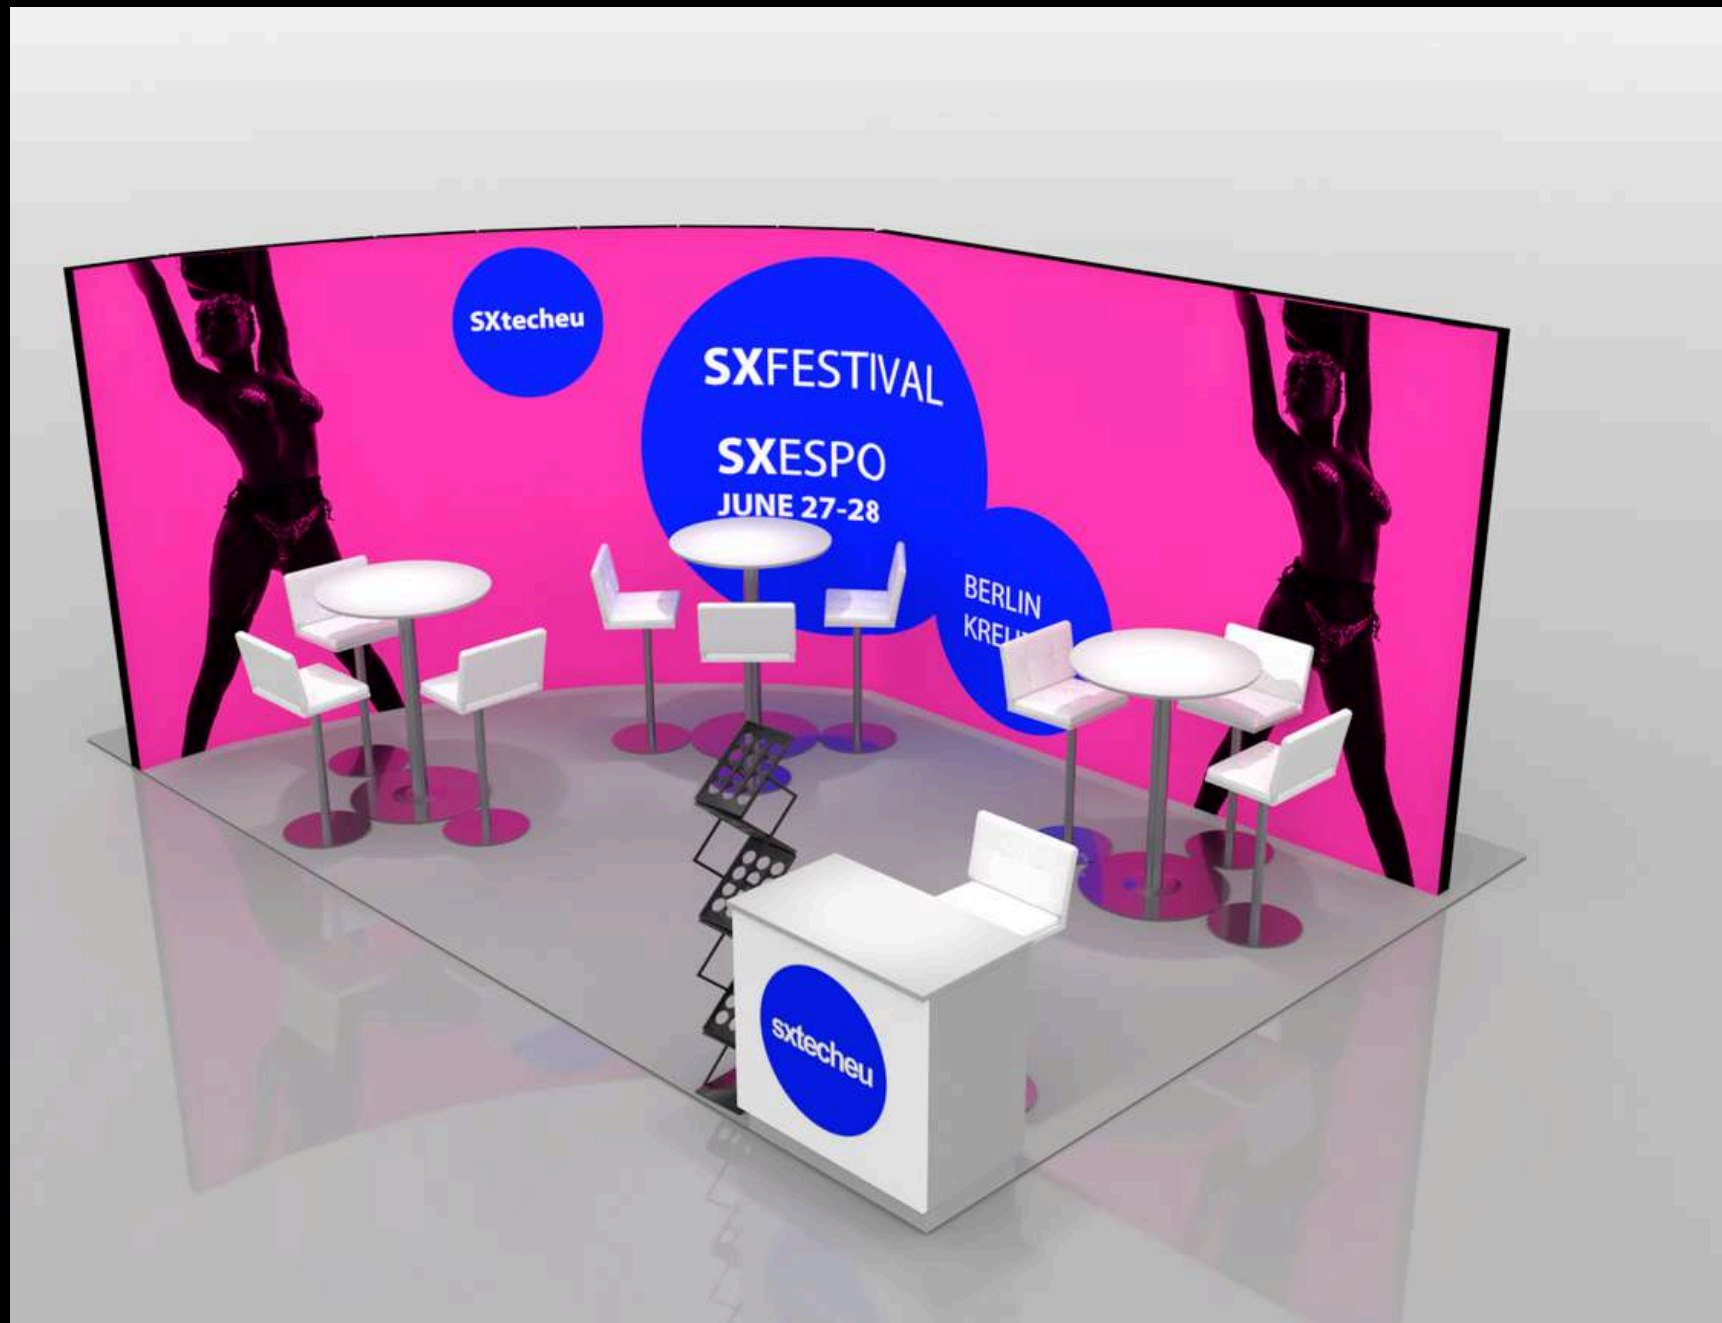 SXtecheu
SXFESTIVAL
SXESPO
JUNE 27-28
BERLIN
sxtecheu